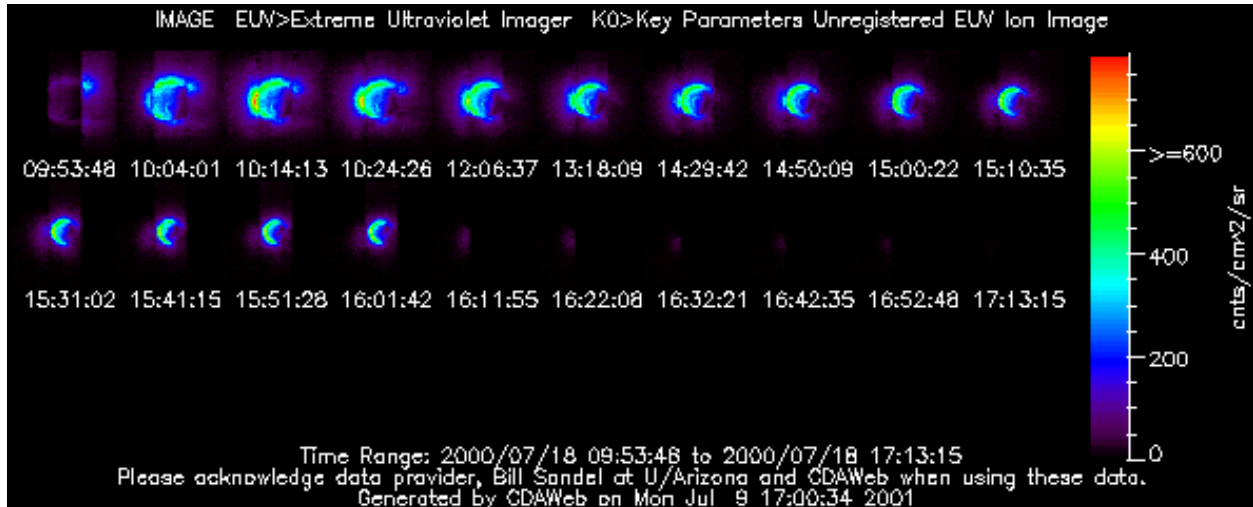 IMAGE EUV>Extreme Ultraviolet Imager K0>Key Parameters Unregistered EUV Ion Image
09:53:48 10:04:01 10:14:13 10:24:26 12:06:37 13:18:09 14:29:42 14:50:09 15:00:22 15:10:35
15:31:02 15:41:15 15:51:28 16:01:42 16:11:55 16:22:08 16:32:21 16:42:35 16:52:48 17:13:15
>=600
400
200
0
cnts/cm^2/sr
Time Range: 2000/07/18 09:53:48 to 2000/07/18 17:13:15
Please acknowledge data provider, Bill Sandel at U/Arizona and CDAWeb when using these data.
Generated by CDAWeb on Mon Jul 9 17:00:34 2001